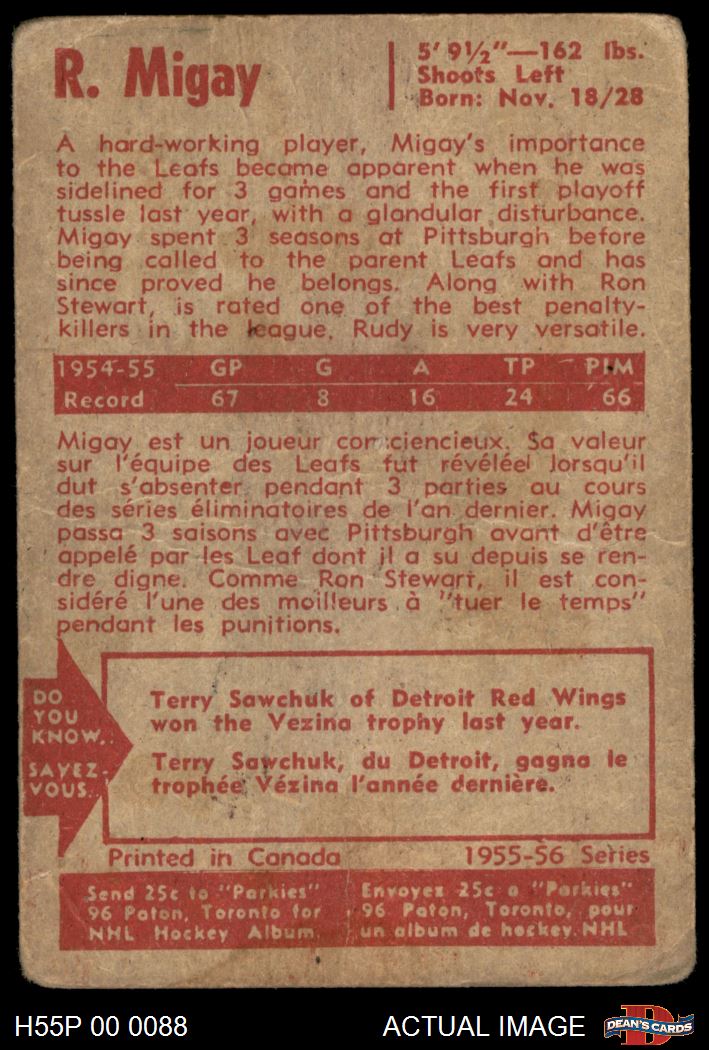 R. Migay
5' 9½"—162 lbs.
Shoots Left
Born: Nov. 18/28
A hard-working player, Migay's importance
to the Leafs became apparent when he was
sidelined for 3 games and the first playoff
tussle last year, with a glandular disturbance.
Migay spent 3 seasons at Pittsburgh before
being called to the parent Leafs and has
since proved he belongs. Along with Ron
Stewart, is rated one of the best penalty-
killers in the league. Rudy is very versatile.
1954-55 GP G A TP PIM
Record 67 8 16 24 66
Migay est un joueur consciencieux. Sa valeur
sur l'équipe des Leafs fut révéléel lorsqu'il
dut s'absenter pendant 3 parties au cours
des séries éliminatoires de l'an dernier. Migay
passa 3 saisons avec Pittsburgh avant d'être
appelé par les Leaf dont il a su depuis se ren-
dre digne. Comme Ron Stewart, il est con-
sidéré l'une des moilleurs à "tuer le temps"
pendant les punitions.
DO
YOU
KNOW..
SAVEZ-
VOUS..
Terry Sawchuk of Detroit Red Wings
won the Vezina trophy last year.
Terry Sawchuk, du Detroit, gagna le
trophée Vézina l'année dernière.
Printed in Canada 1955-56 Series
Send 25c to "Parkies"
96 Paton, Toronto for
NHL Hockey Album.
Envoyez 25c a "Parkies"
96 Paton, Toronto, pour
un album de hockey NHL
H55P 00 0088 ACTUAL IMAGE
D
DEAN'S CARDS